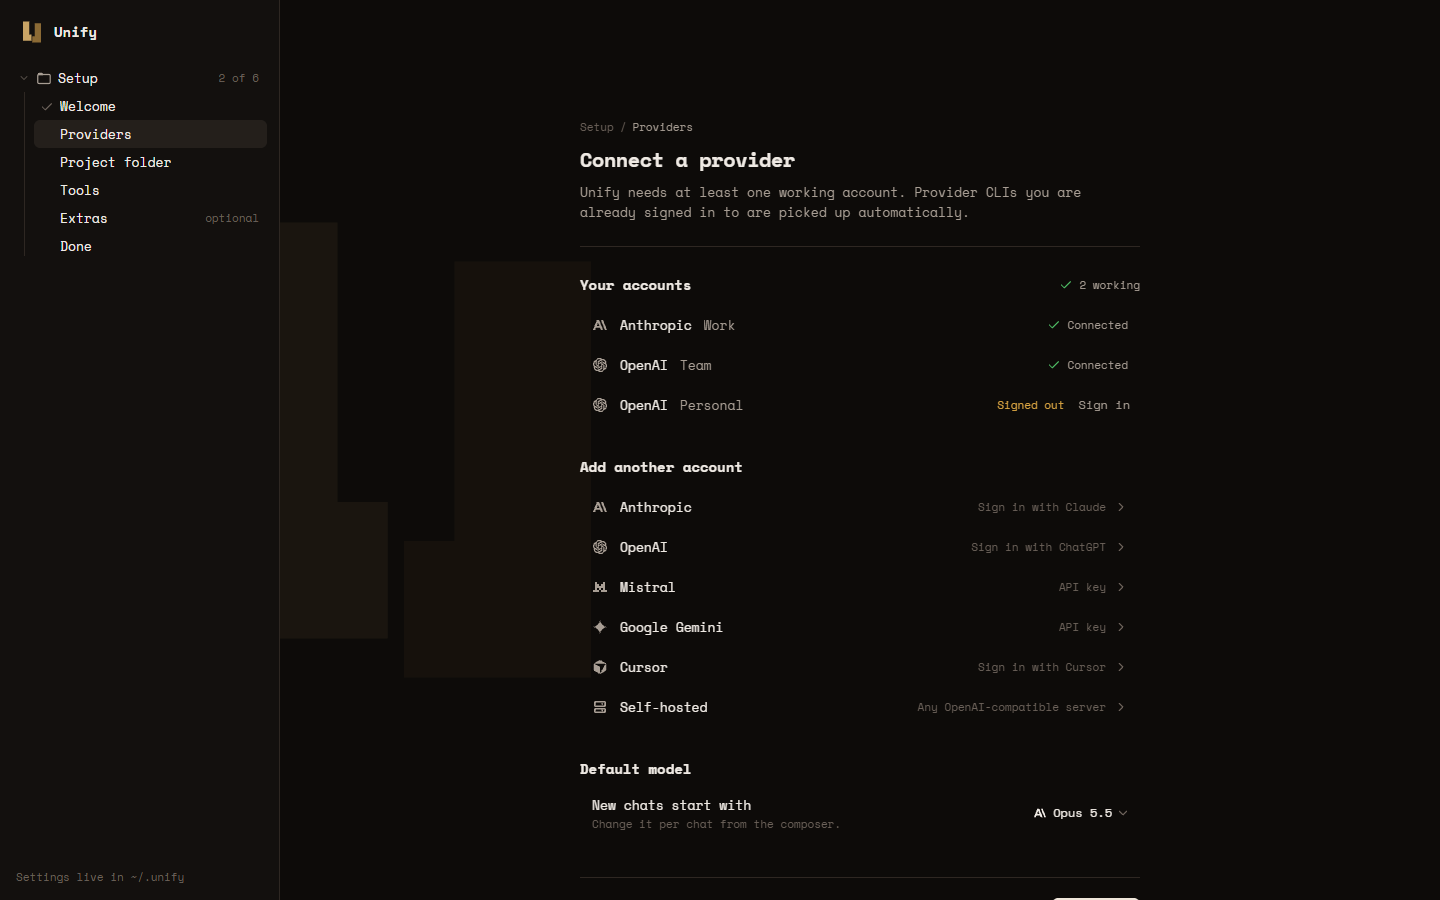 Unify
Setup 2 of 6
Welcome
Providers
Project folder
Tools
Extras optional
Done
Settings live in ~/.unify
Setup / Providers
Connect a provider
Unify needs at least one working account. Provider CLIs you are
already signed in to are picked up automatically.
Your accounts 2 working
Anthropic Work Connected
OpenAI Team Connected
OpenAI Personal Signed out Sign in
Add another account
Anthropic Sign in with Claude
OpenAI Sign in with ChatGPT
Mistral API key
Google Gemini API key
Cursor Sign in with Cursor
Self-hosted Any OpenAI-compatible server
Default model
New chats start with Opus 5.5
Change it per chat from the composer.